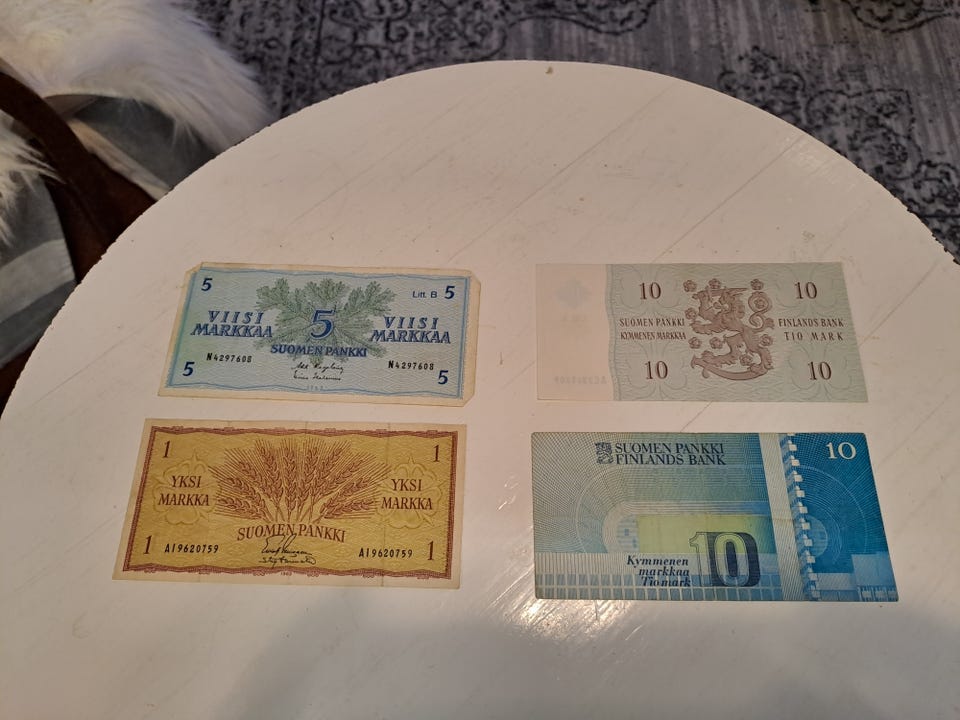 5 Litt. B 5
VIISI VIISI
MARKKAA 5 MARKKAA
SUOMEN PANKKI
N4297608 N4297608
5 5
10 10
SUOMEN PANKKI FINLANDS BANK
KYMMENEN MARKKAA TIO MARK
10 10
1 1
YKSI YKSI
MARKKA MARKKA
SUOMEN PANKKI
1 AI9620759 AI9620759 1
1963
SUOMEN PANKKI 10
FINLANDS BANK
10
Kymmenen
markkaa
Tio mark